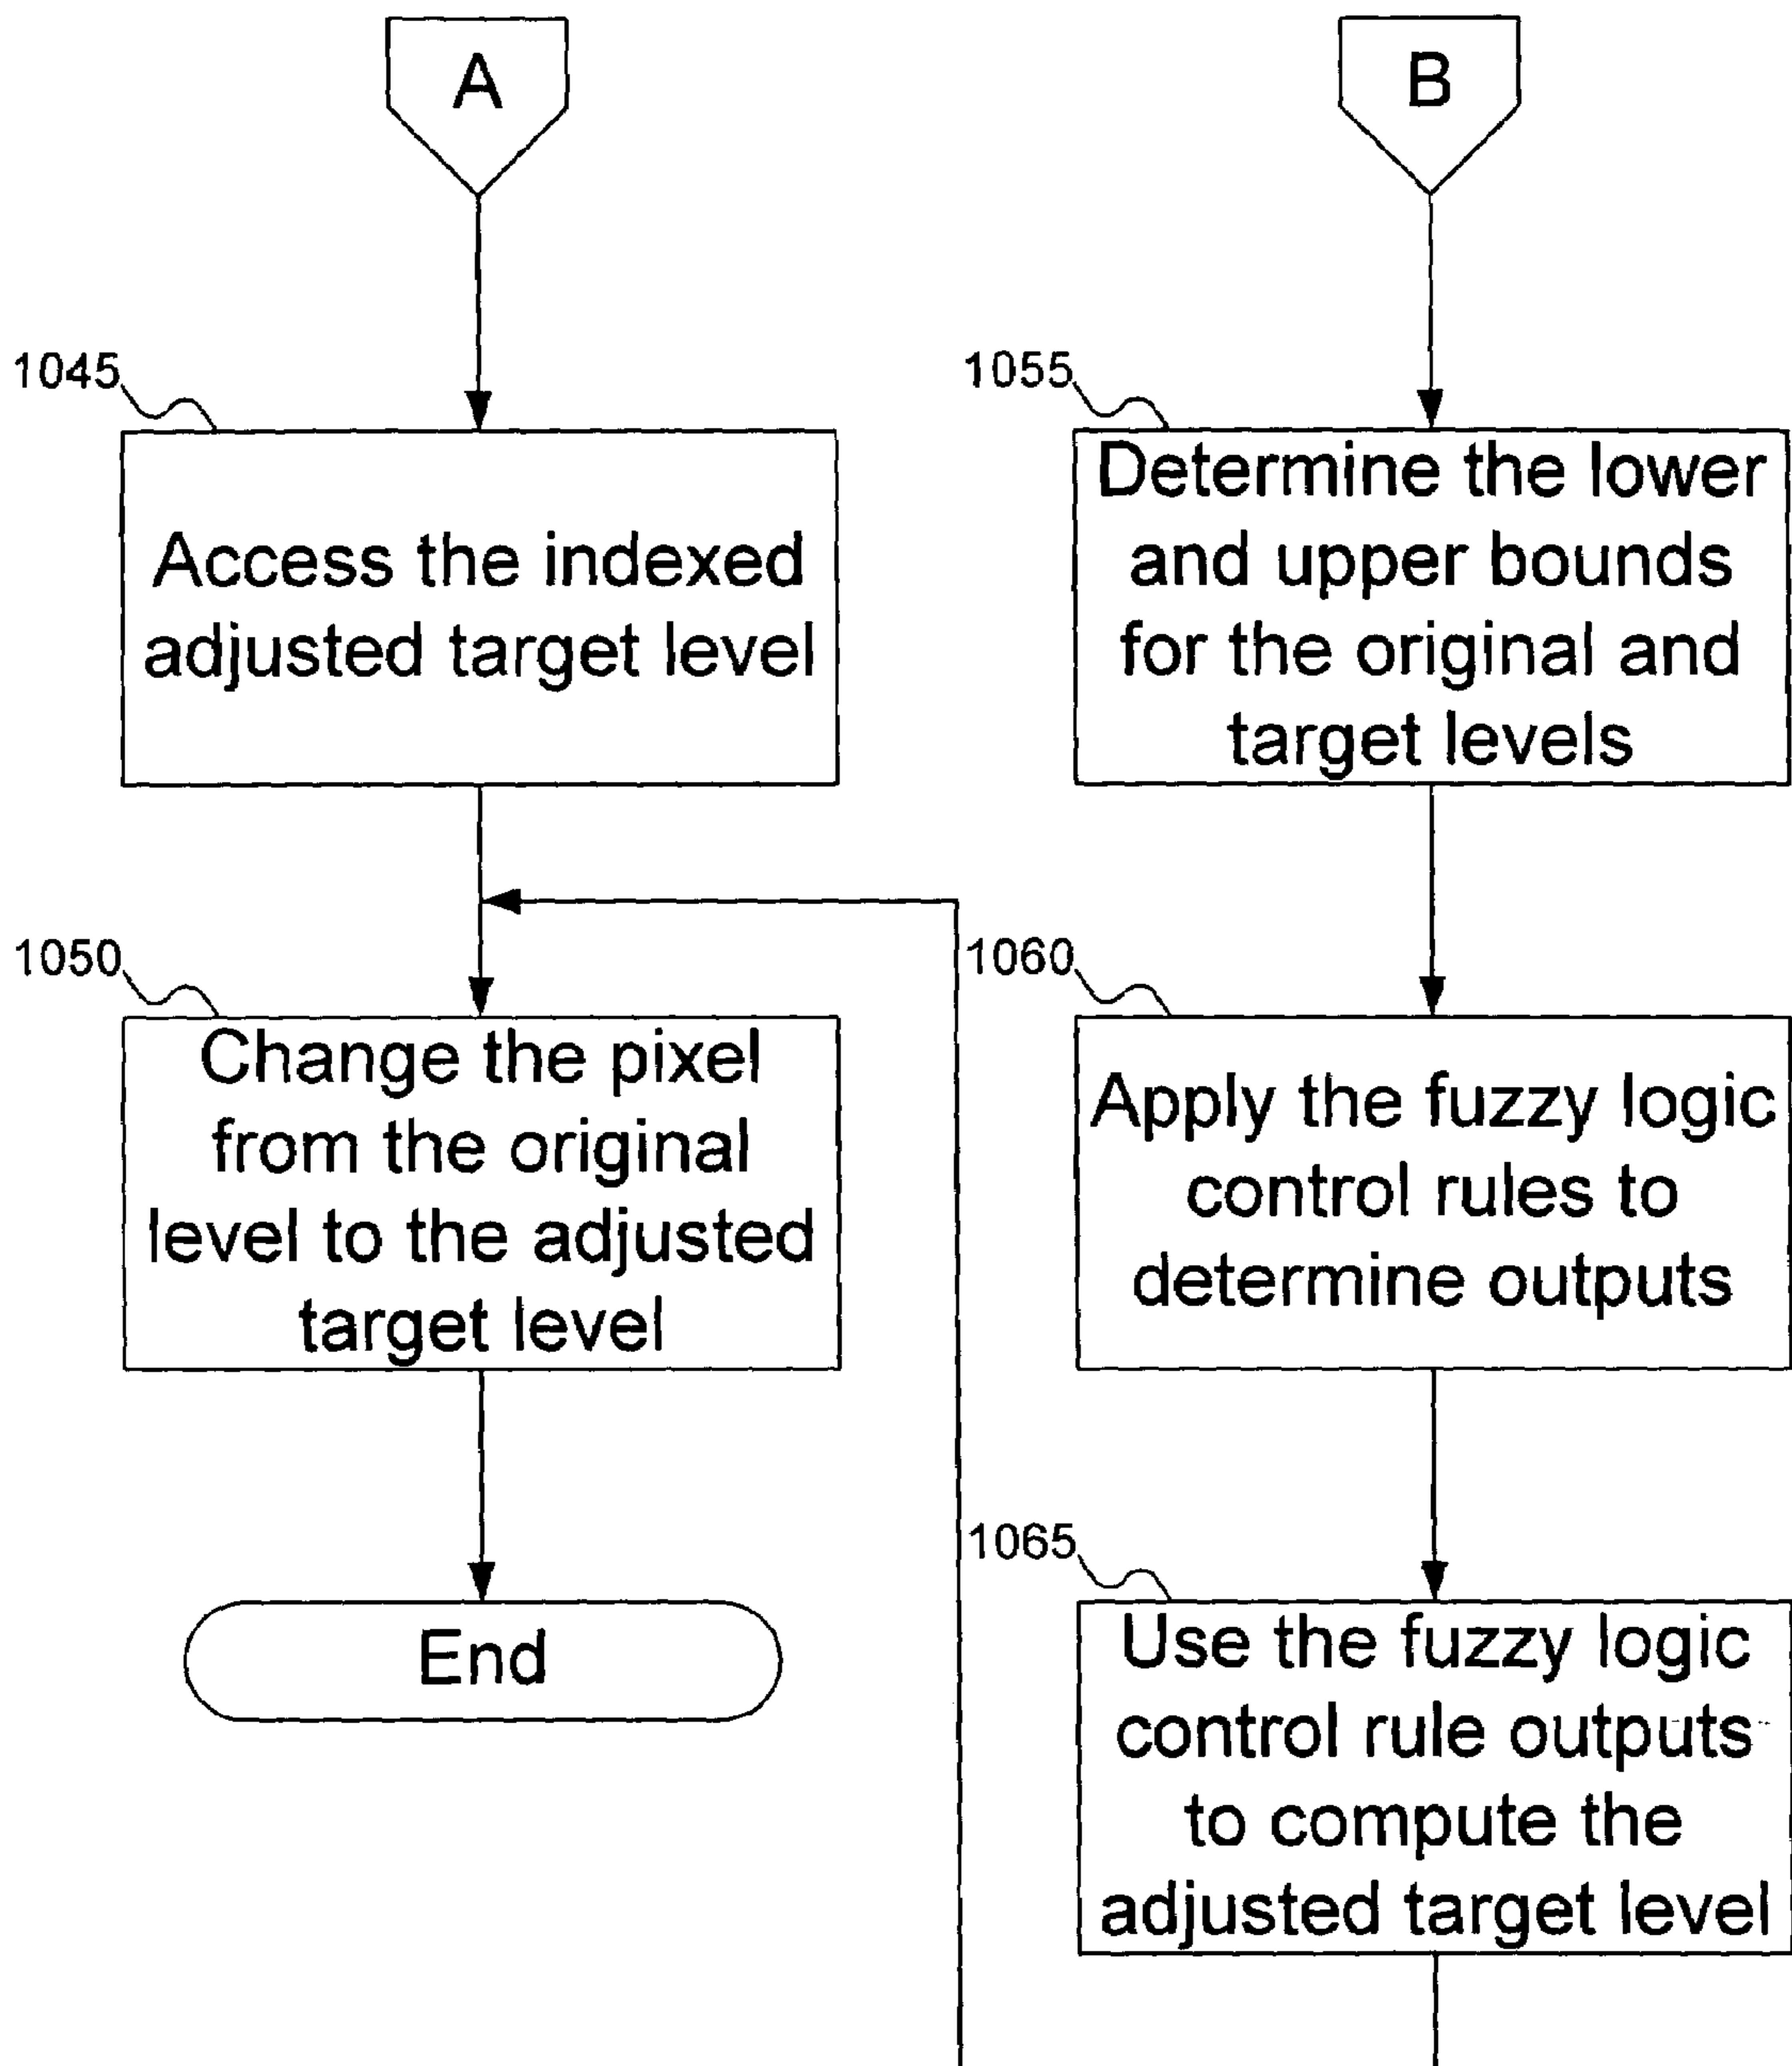 A
1045
Access the indexed
adjusted target level
1050
Change the pixel
from the original
level to the adjusted
target level
End
B
1055
Determine the lower
and upper bounds
for the original and
target levels
1060
Apply the fuzzy logic
control rules to
determine outputs
1065
Use the fuzzy logic
control rule outputs
to compute the
adjusted target level